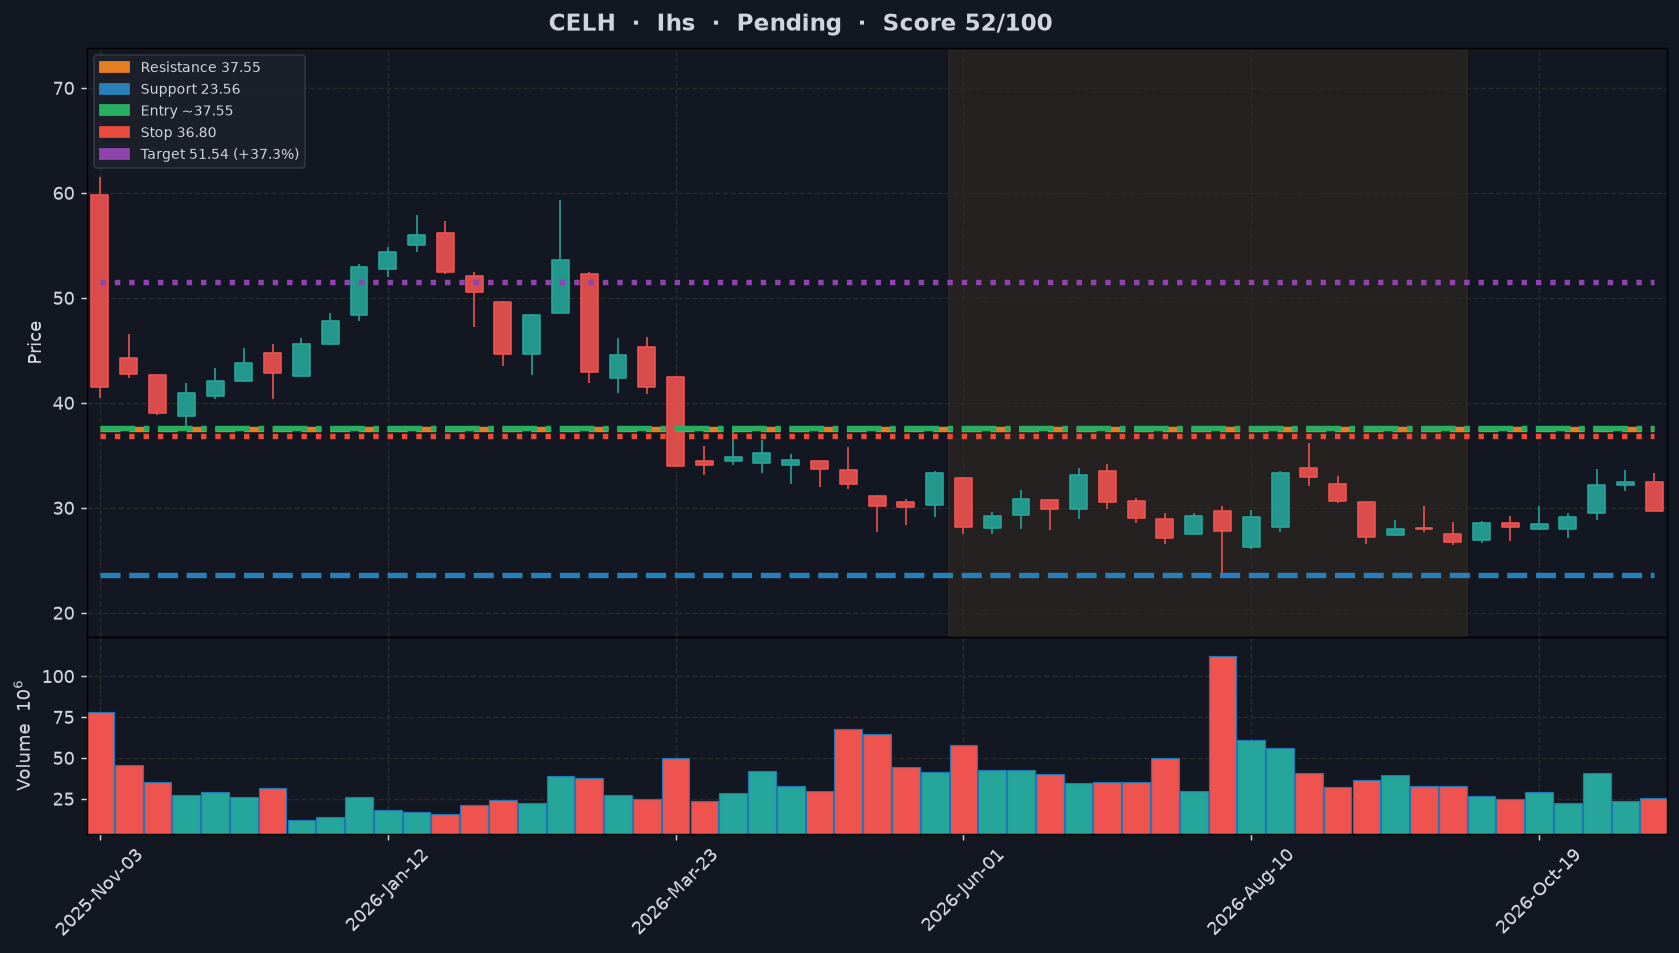 CELH · Ihs · Pending · Score 52/100
Resistance 37.55
Support 23.56
Entry ~37.55
Stop 36.80
Target 51.54 (+37.3%)
Price
70
60
50
40
30
20
Volume 10⁶
100
75
50
25
2025-Nov-03
2026-Jan-12
2026-Mar-23
2026-Jun-01
2026-Aug-10
2026-Oct-19